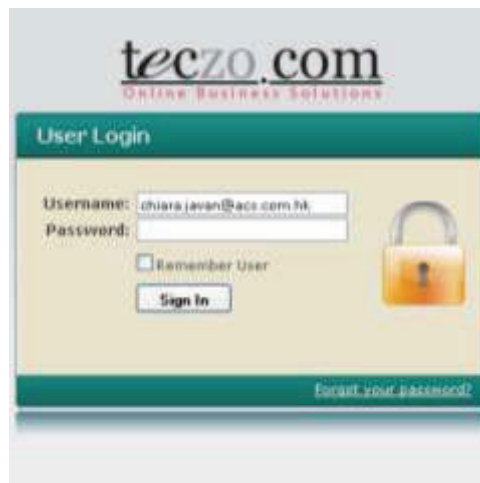 teczo.com
Online Business Solutions
User Login
Username: chiara.javan@acs.com.hk
Password:
Remember User
Sign In
Forgot your password?